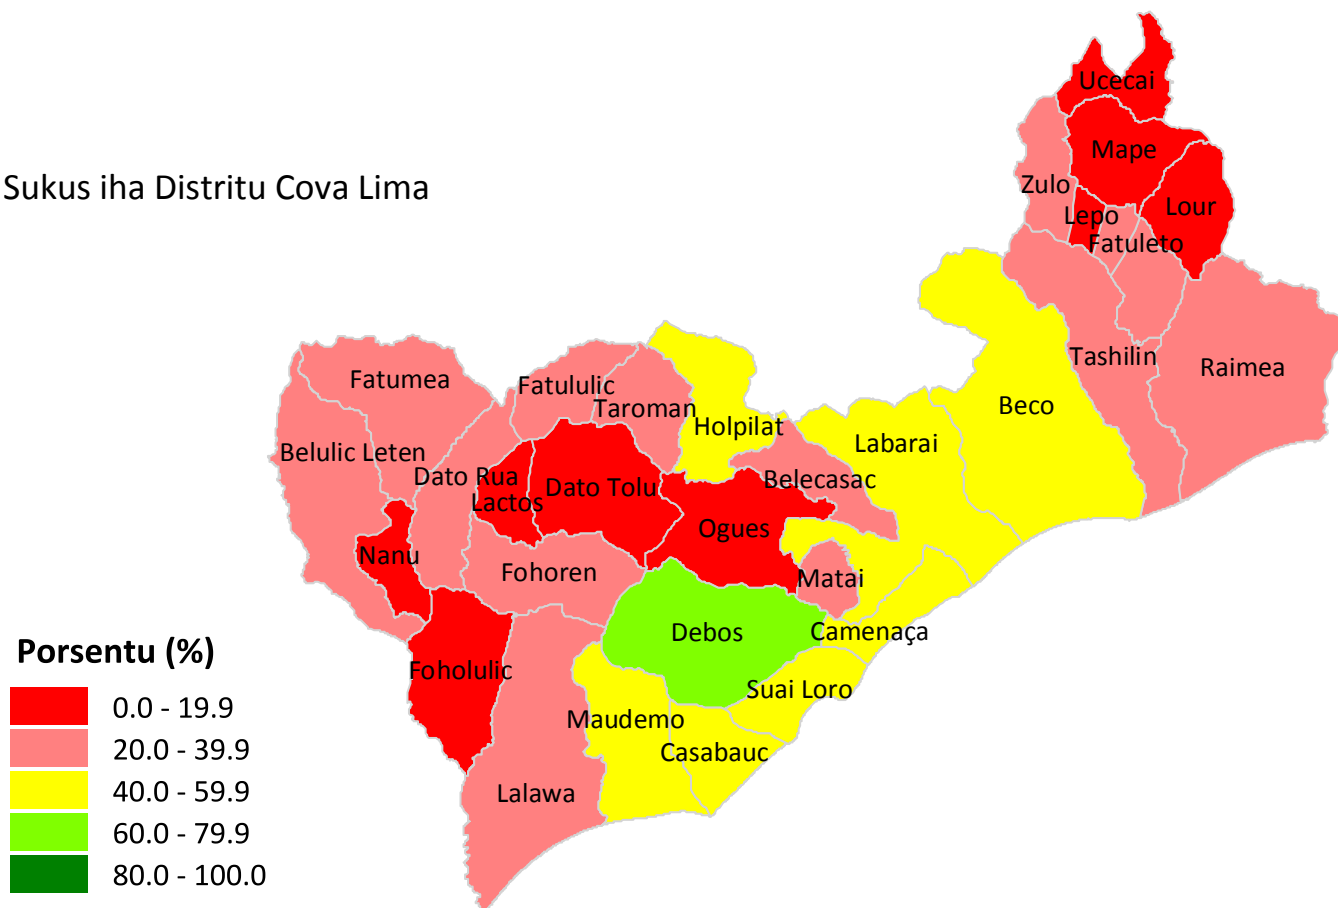 Ucecai
Mape
Sukus iha Distritu Cova Lima
Zulo
Lour
Lepo
Fatuleto
Tashilin
Raimea
Fatumea
Fatululic
Taroman
Beco
Holpilat
Labarai
Belulic Leten
Dato Rua
Belecasac
Lactos
Dato Tolu
Ogues
Nanu
Fohoren
Matai
Debos
Camenaça
Porsentu (%)
Foholulic
Suai Loro
0.0 - 19.9
Maudemo
20.0 - 39.9
Casabauc
40.0 - 59.9
Lalawa
60.0 - 79.9
80.0 - 100.0